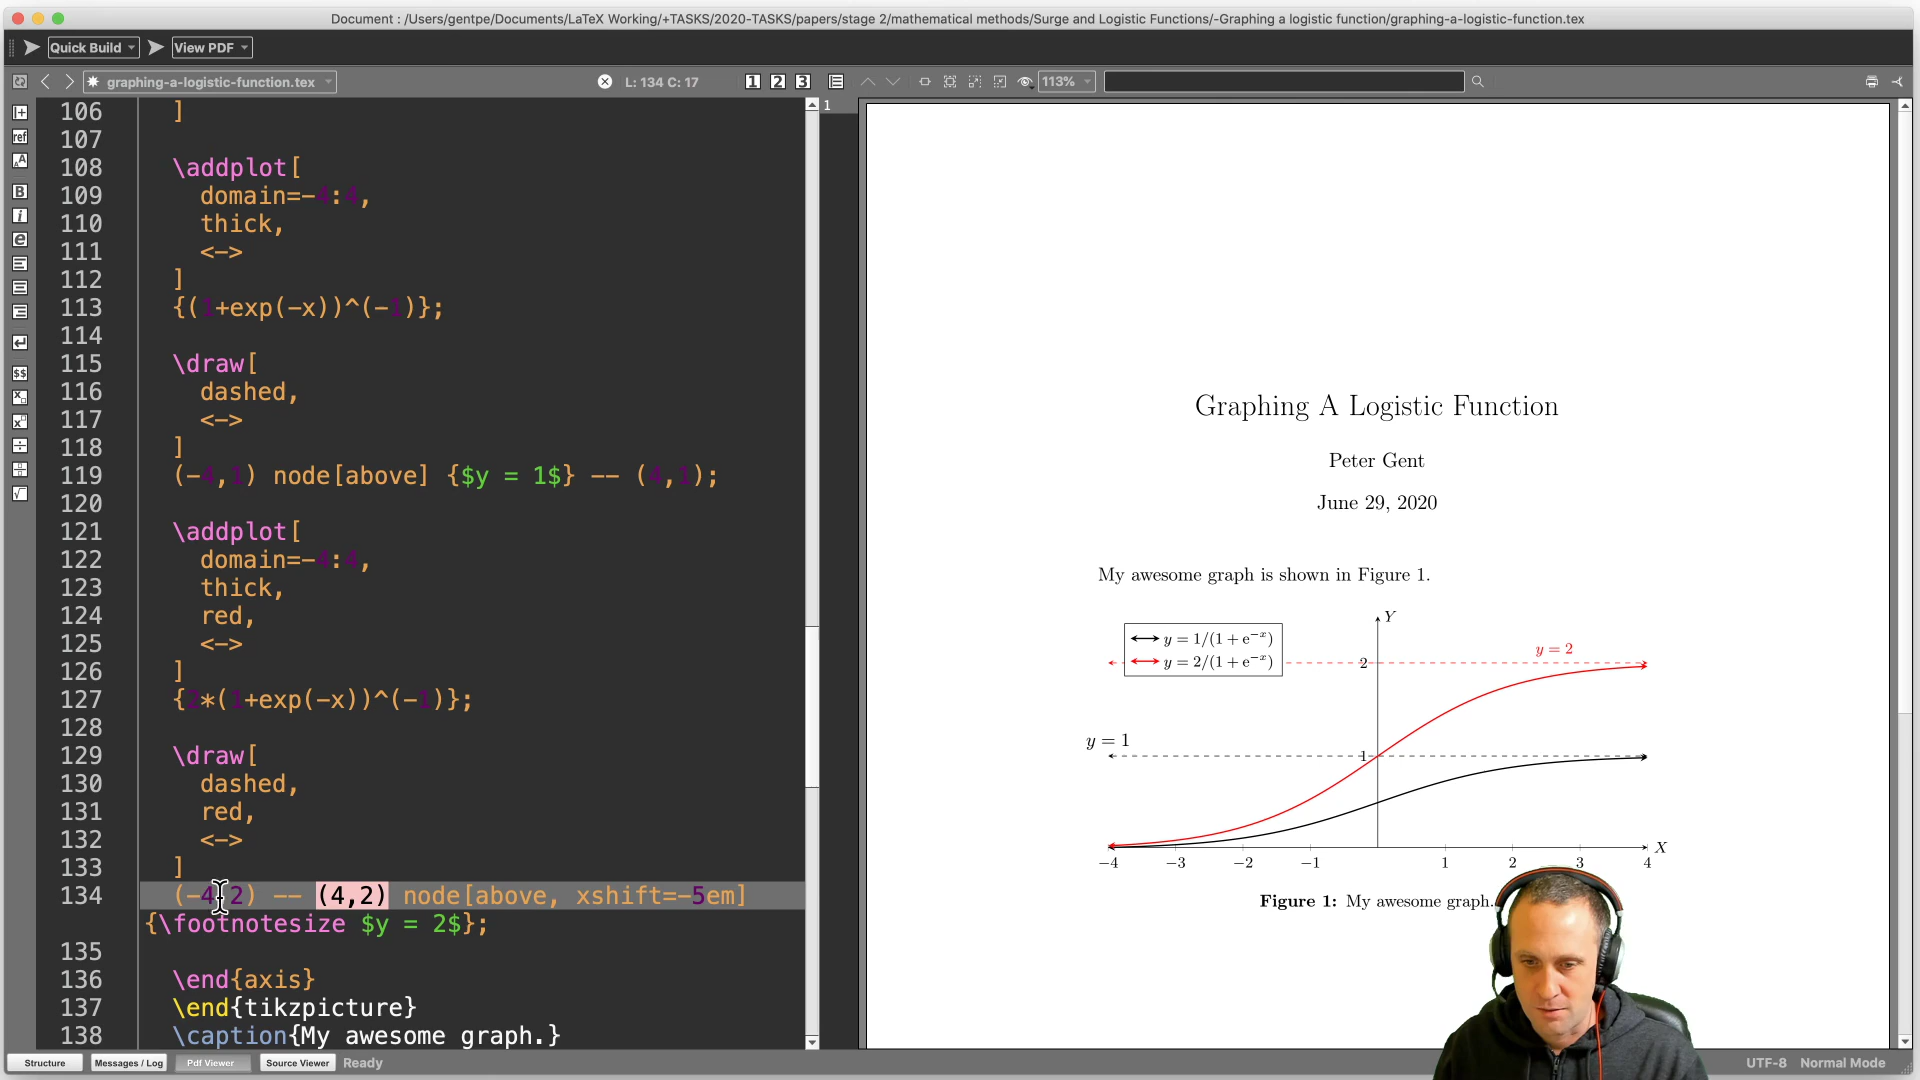 Document : /Users/gentpe/Documents/LaTeX Working/+TASKS/2020-TASKS/papers/stage 2/mathematical methods/Surge and Logistic Functions/-Graphing a logistic function/graphing-a-logistic-function.tex
Quick Build View PDF
graphing-a-logistic-function.tex L: 134 C: 17 1 2 3 113%
106 ]
107
108 \addplot[
109 domain=-4:4,
110 thick,
111 <->
112 ]
113 {(1+exp(-x))^(-1)};
114
115 \draw[
116 dashed,
117 <->
118 ]
119 (-4,1) node[above] {$y = 1$} -- (4,1);
120
121 \addplot[
122 domain=-4:4,
123 thick,
124 red,
125 <->
126 ]
127 {2*(1+exp(-x))^(-1)};
128
129 \draw[
130 dashed,
131 red,
132 <->
133 ]
134 (-4,2) -- (4,2) node[above, xshift=-5em]
{\footnotesize $y = 2$};
135
136 \end{axis}
137 \end{tikzpicture}
138 \caption{My awesome graph.}
1
Graphing A Logistic Function
Peter Gent
June 29, 2020
My awesome graph is shown in Figure 1.
Y
y = 1/(1 + e^{−x})
y = 2/(1 + e^{−x})
y = 2
2
y = 1
1
X
−4 −3 −2 −1 1 2 3 4
Figure 1: My awesome graph.
Structure Messages / Log Pdf Viewer Source Viewer Ready
UTF-8 Normal Mode